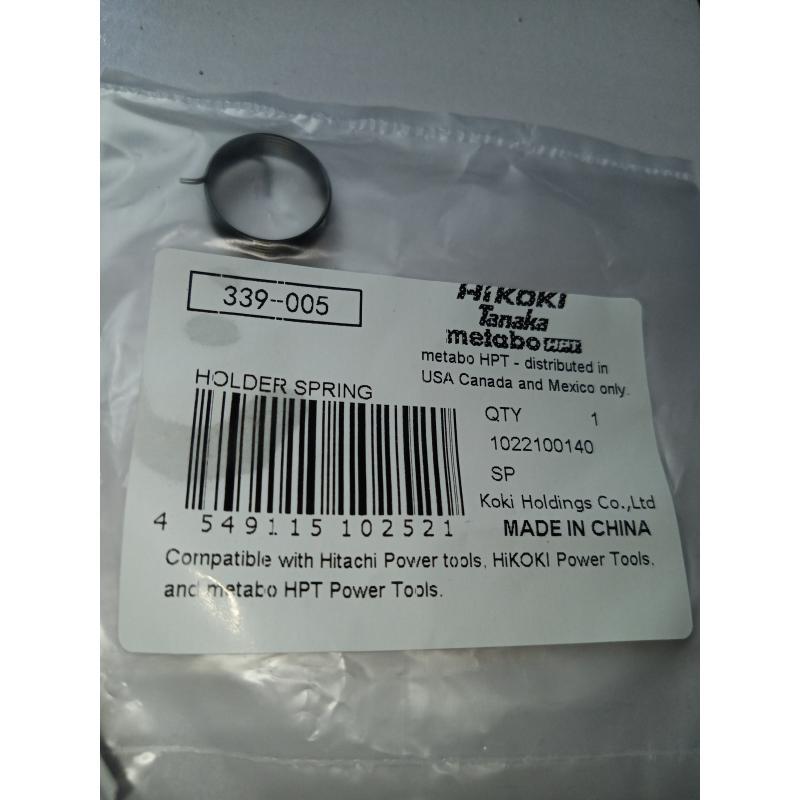 339-005
HiKOKI
Tanaka
metabo HPT
metabo HPT - distributed in
USA Canada and Mexico only.
HOLDER SPRING
QTY 1
1022100140
SP
Koki Holdings Co.,Ltd
4 549115 102521
MADE IN CHINA
Compatible with Hitachi Power tools, HiKOKI Power Tools.
and metabo HPT Power Tools.